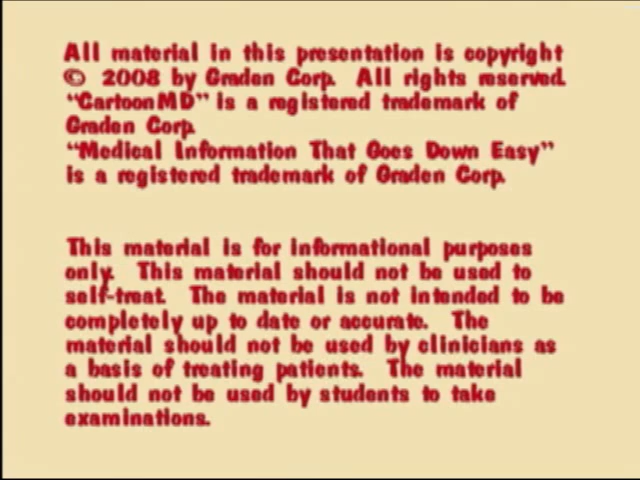 All material in this presentation is copyright
© 2008 by Graden Corp. All rights reserved.
“CartoonMD” is a registered trademark of
Graden Corp.
“Medical Information That Goes Down Easy”
is a registered trademark of Graden Corp.
This material is for informational purposes
only. This material should not be used to
self-treat. The material is not intended to be
completely up to date or accurate. The
material should not be used by clinicians as
a basis of treating patients. The material
should not be used by students to take
examinations.